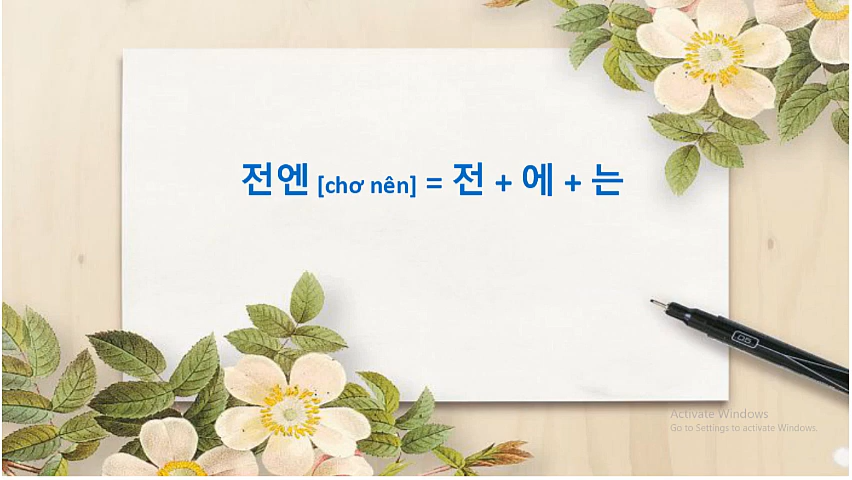 전엔 [chơ nên] = 전 + 에 + 는
Activate Windows
Go to Settings to activate Windows.